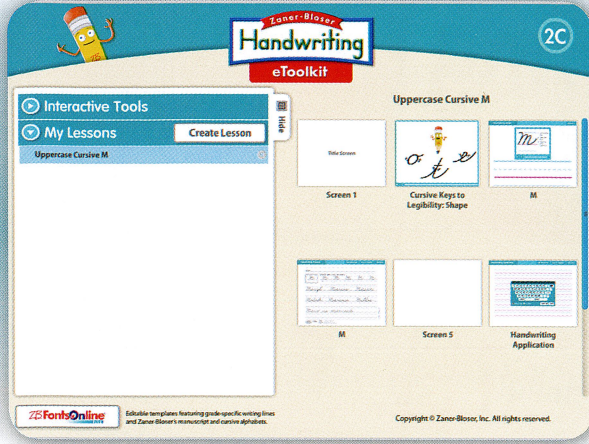 Zaner-Bloser
Handwriting
eToolkit
2C
Interactive Tools
My Lessons
Create Lesson
Hide
Uppercase Cursive M
Uppercase Cursive M
Title Screen
Screen 1
Cursive Keys to
Legibility: Shape
M
M
Screen 5
Handwriting
Application
ZB FontsOnline
Editable templates featuring grade-specific writing lines
and Zaner-Bloser's manuscript and cursive alphabets.
Copyright © Zaner-Bloser, Inc. All rights reserved.